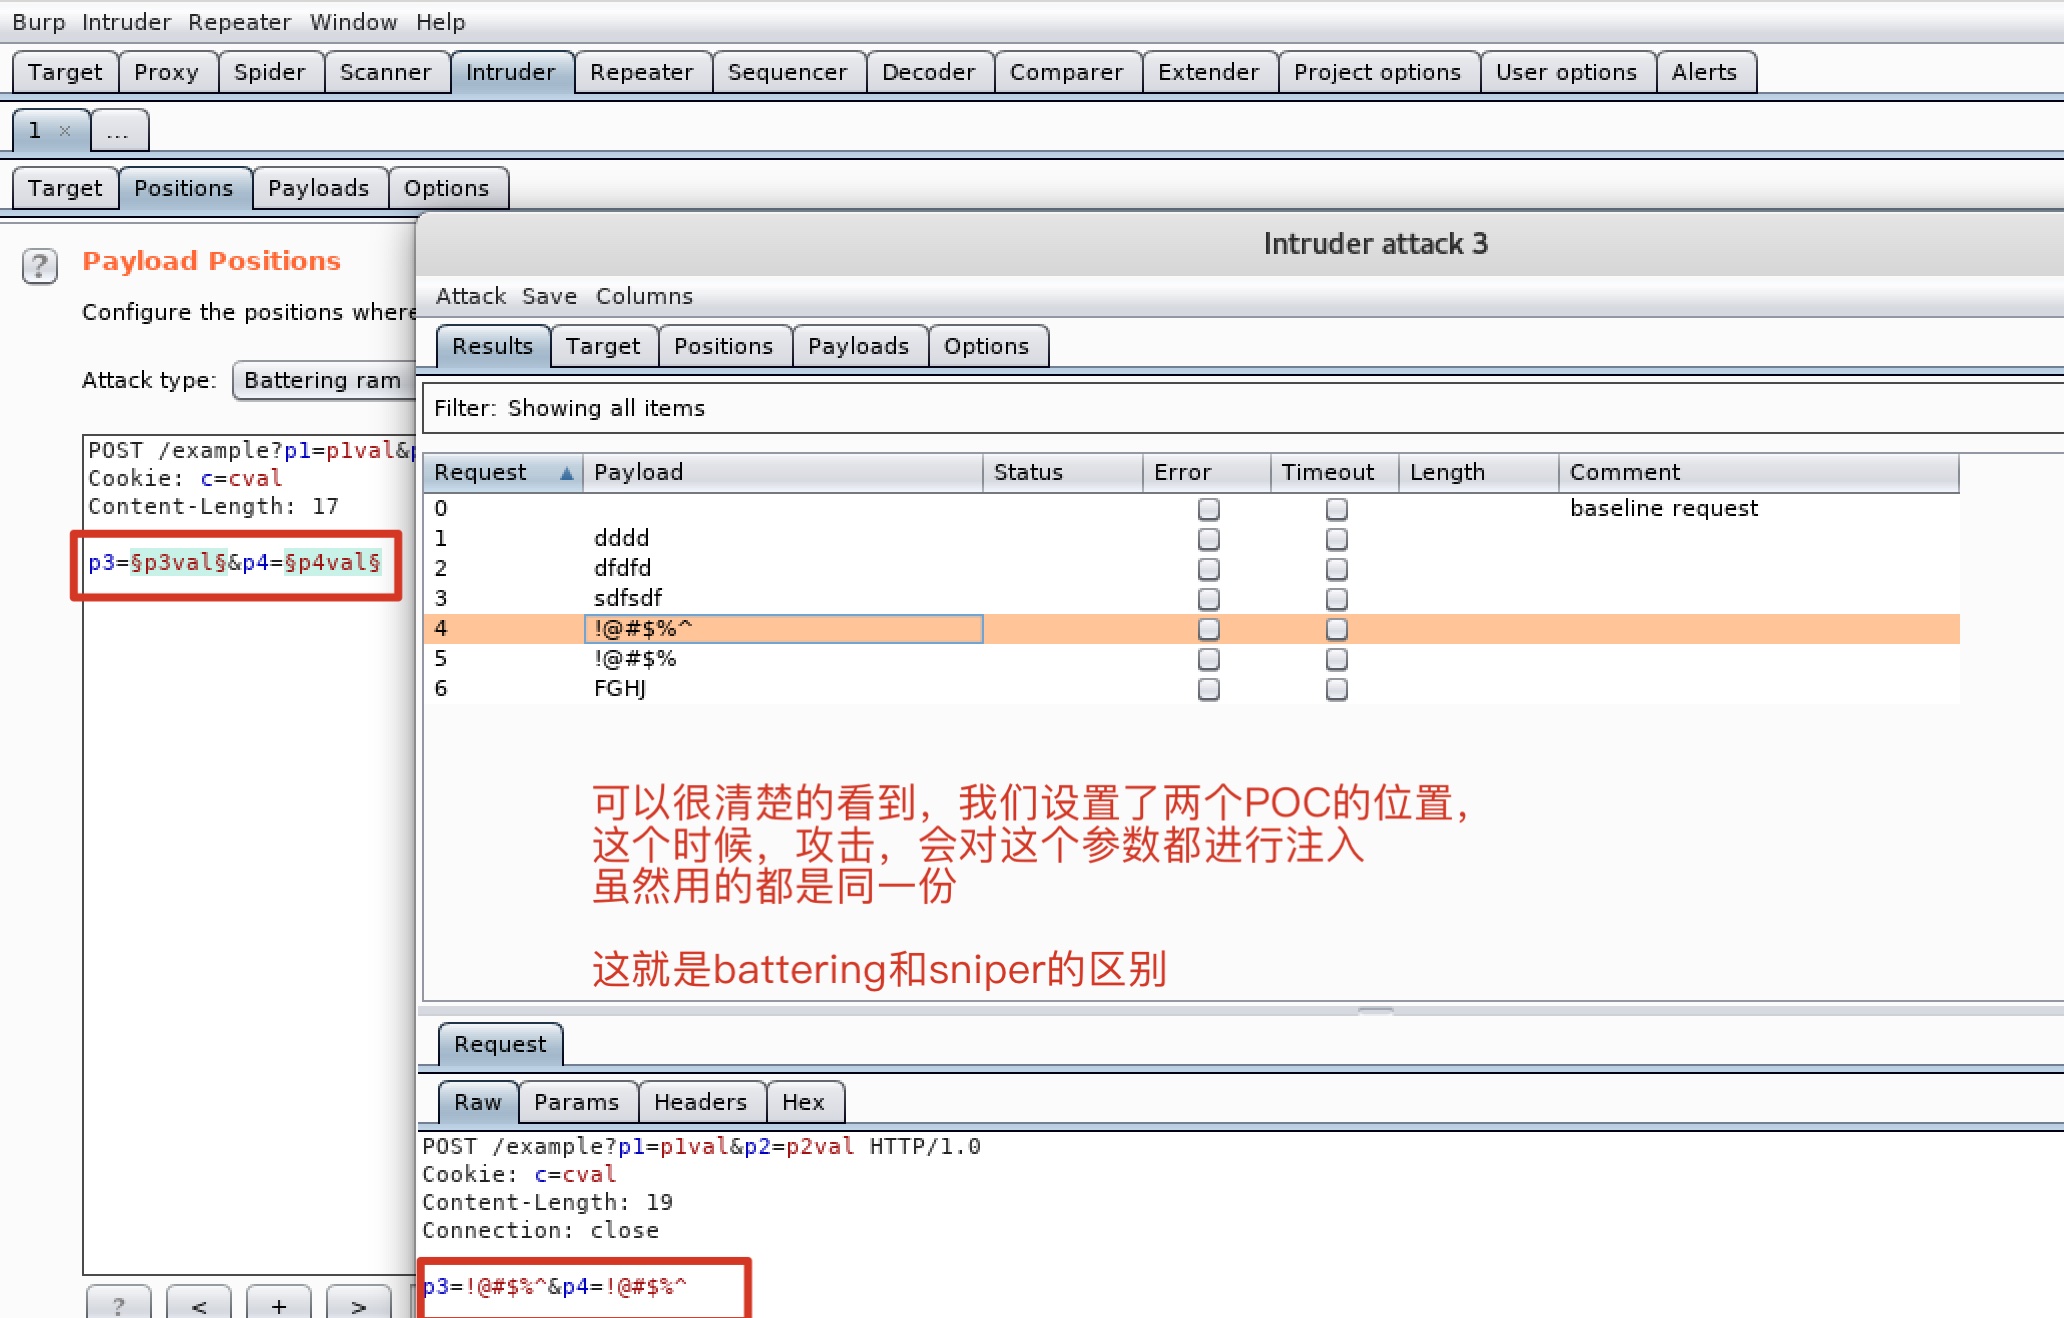 Burp Intruder Repeater Window Help
Target Proxy Spider Scanner Intruder Repeater Sequencer Decoder Comparer Extender Project options User options Alerts
1 × ...
Target Positions Payloads Options
? Payload Positions
Configure the positions where
Attack type: Battering ram
POST /example?p1=p1val&
Cookie: c=cval
Content-Length: 17
p3=§p3val§&p4=§p4val§
? < + >
Intruder attack 3
Attack Save Columns
Results Target Positions Payloads Options
Filter: Showing all items
Request ▲ Payload Status Error Timeout Length Comment
0 baseline request
1 dddd
2 dfdfd
3 sdfsdf
4 !@#$%^
5 !@#$%
6 FGHJ
可以很清楚的看到，我们设置了两个POC的位置，
这个时候，攻击，会对这个参数都进行注入
虽然用的都是同一份
这就是battering和sniper的区别
Request
Raw Params Headers Hex
POST /example?p1=p1val&p2=p2val HTTP/1.0
Cookie: c=cval
Content-Length: 19
Connection: close
p3=!@#$%^&p4=!@#$%^